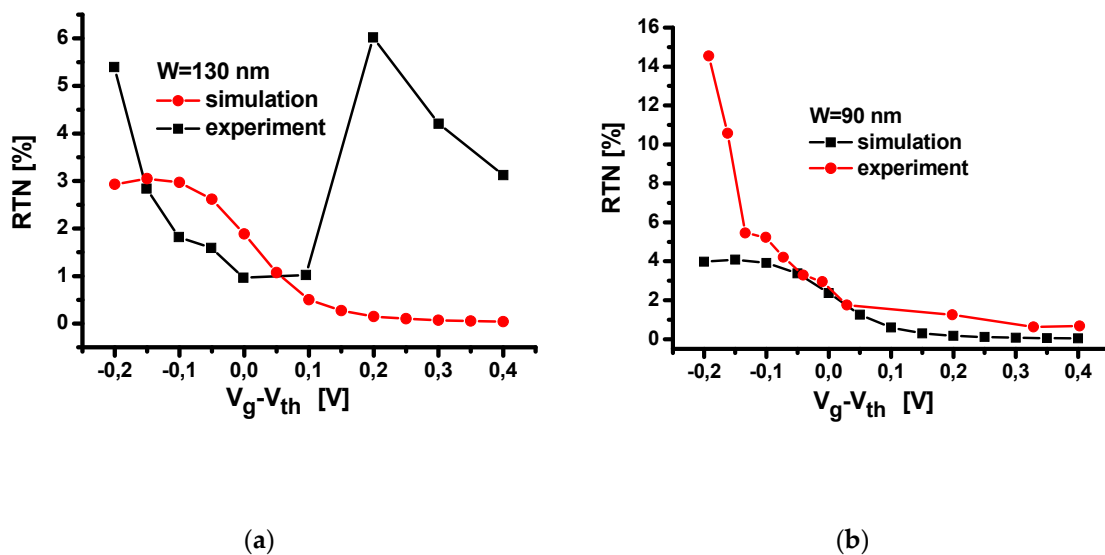 6
5
4
3
2
1
0
RTN [%]
W=130 nm
simulation
experiment
-0,2 -0,1 0,0 0,1 0,2 0,3 0,4
Vg-Vth [V]
16
14
12
10
8
6
4
2
0
RTN [%]
W=90 nm
simulation
experiment
-0,2 -0,1 0,0 0,1 0,2 0,3 0,4
Vg-Vth [V]
(a) (b)